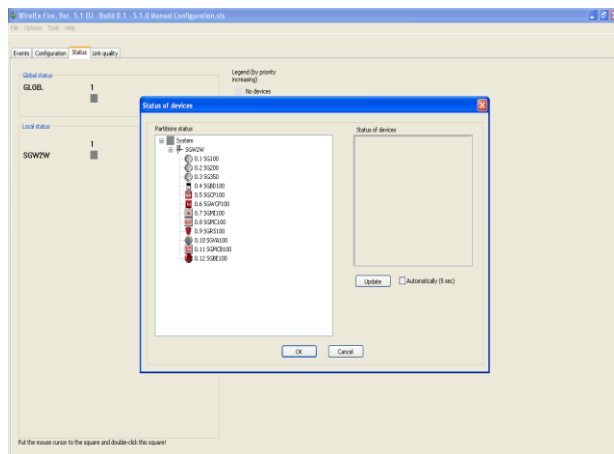 WirelEx Fire, Ver. 5.1 EU - Build 0.1 - 5.1.0 Manual Configuration.sts
File Options Tools Help
Events Configuration Status Link quality
Global status
GLOB.
1
Legend (by priority
increasing)
No devices
Local status
1
SGW2W
Status of devices
Partitions status
System
SGW2W
0.1 SG100
0.2 SG200
0.3 SG350
0.4 SGBD100
0.5 SGCP100
0.6 SGWCP100
0.7 SGMI100
0.8 SGMC100
0.9 SGRS100
0.10 SGVA100
0.11 SGMCB100
0.12 SGBE100
Status of devices
Update
Automatically (5 sec)
OK
Cancel
Put the mouse cursor to the square and double-click this square!